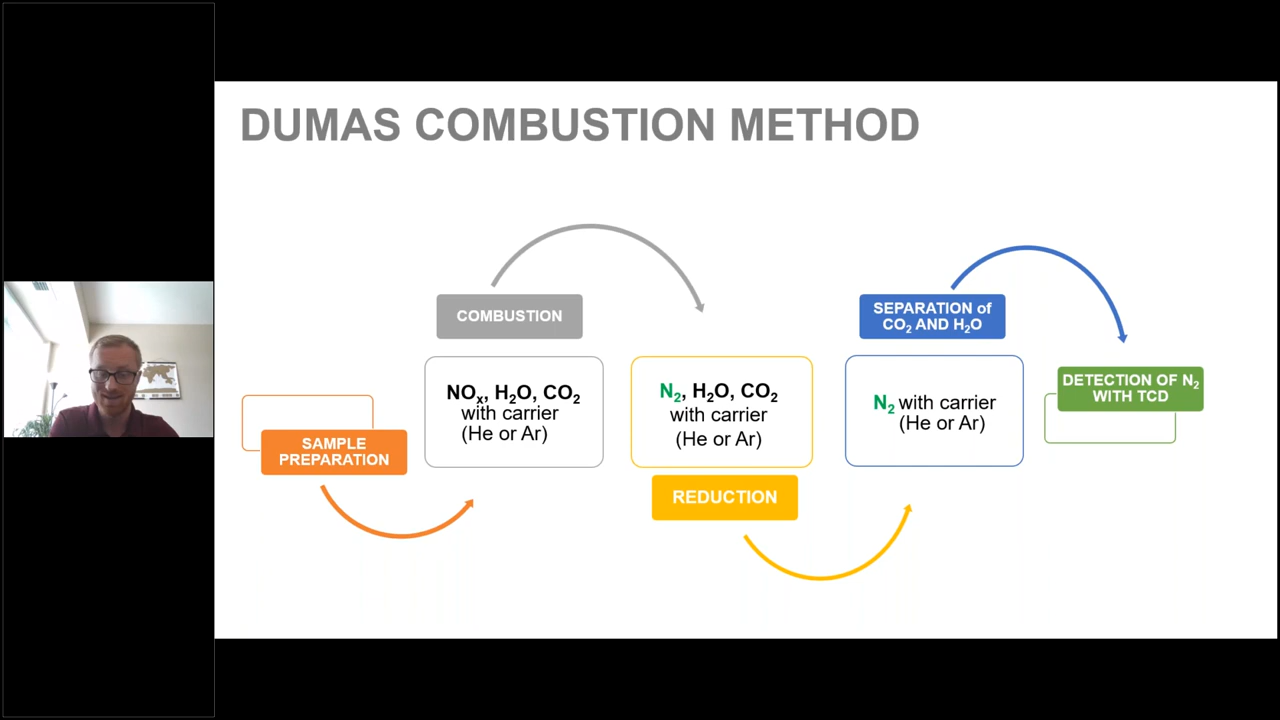 DUMAS COMBUSTION METHOD
SAMPLE
PREPARATION
COMBUSTION
NOₓ, H₂O, CO₂
with carrier
(He or Ar)
N₂, H₂O, CO₂
with carrier
(He or Ar)
REDUCTION
SEPARATION of
CO₂ AND H₂O
N₂ with carrier
(He or Ar)
DETECTION OF N₂
WITH TCD